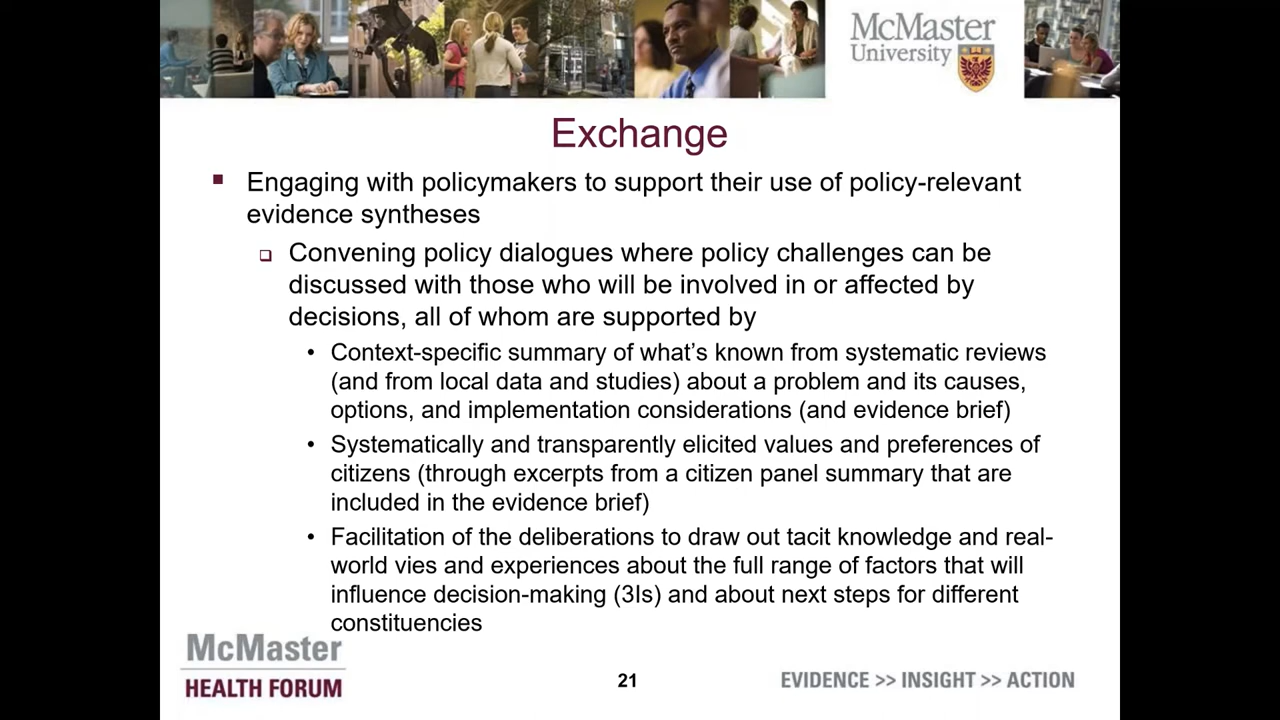 McMaster
University
Exchange
Engaging with policymakers to support their use of policy-relevant
evidence syntheses
Convening policy dialogues where policy challenges can be
discussed with those who will be involved in or affected by
decisions, all of whom are supported by
• Context-specific summary of what’s known from systematic reviews
(and from local data and studies) about a problem and its causes,
options, and implementation considerations (and evidence brief)
• Systematically and transparently elicited values and preferences of
citizens (through excerpts from a citizen panel summary that are
included in the evidence brief)
• Facilitation of the deliberations to draw out tacit knowledge and real-
world vies and experiences about the full range of factors that will
influence decision-making (3Is) and about next steps for different
constituencies
McMaster
HEALTH FORUM
21
EVIDENCE >> INSIGHT >> ACTION